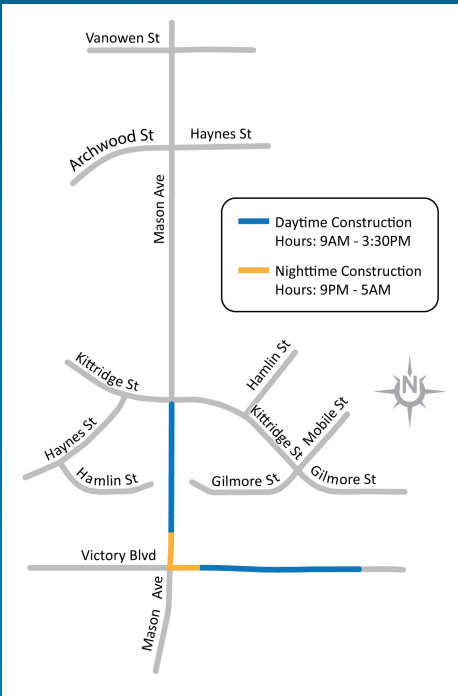 Vanowen St
Archwood St
Haynes St
Mason Ave
Daytime Construction
Hours: 9AM - 3:30PM
Nighttime Construction
Hours: 9PM - 5AM
Kittridge St
Hamlin St
N
Kittridge St
Mobile St
Haynes St
Hamlin St
Gilmore St
Gilmore St
Victory Blvd
Mason Ave